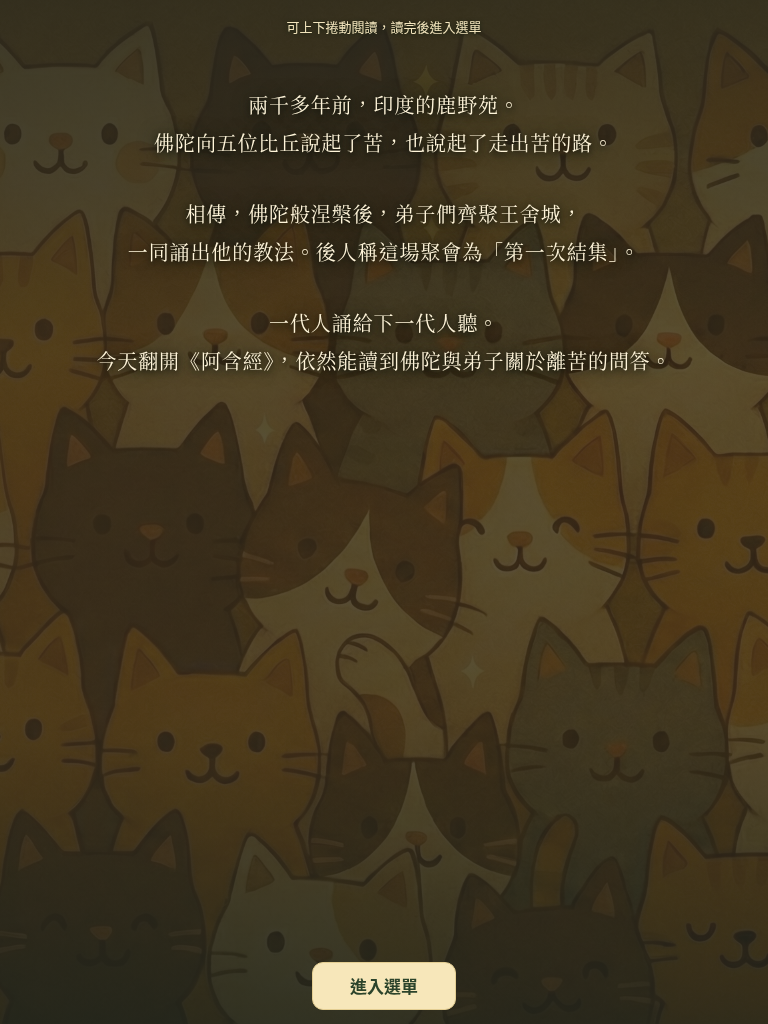 可上下捲動閱讀，讀完後進入選單
兩千多年前，印度的鹿野苑。
佛陀向五位比丘說起了苦，也說起了走出苦的路。
相傳，佛陀般涅槃後，弟子們齊聚王舍城，
一同誦出他的教法。後人稱這場聚會為「第一次結集」。
一代人誦給下一代人聽。
今天翻開《阿含經》，依然能讀到佛陀與弟子關於離苦的問答。
進入選單